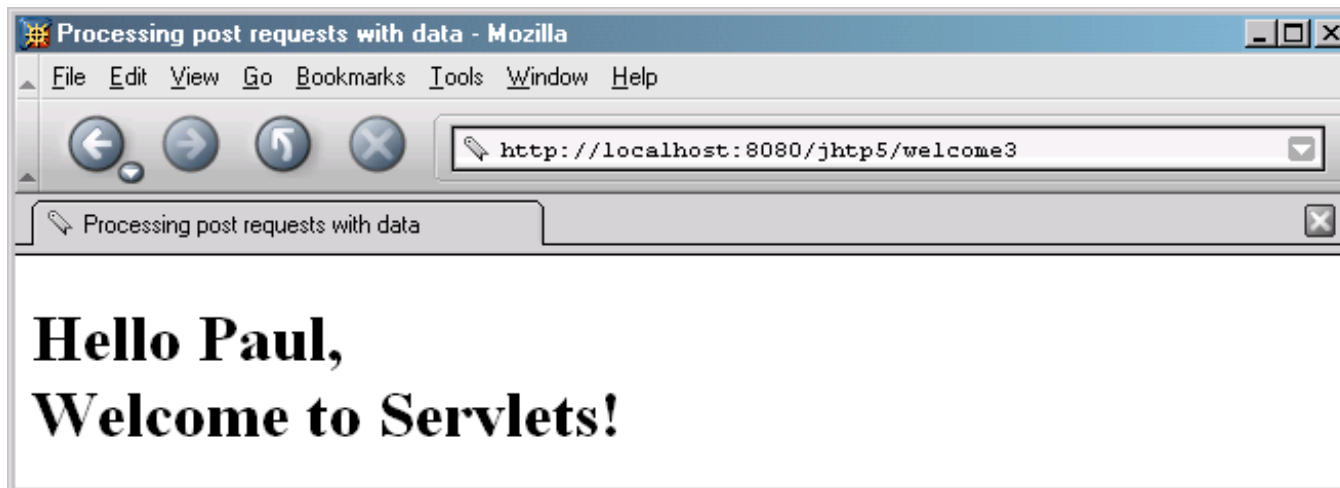 Processing post requests with data - Mozilla
File Edit View Go Bookmarks Tools Window Help
http://localhost:8080/jhtp5/welcome3
Processing post requests with data
Hello Paul,
Welcome to Servlets!